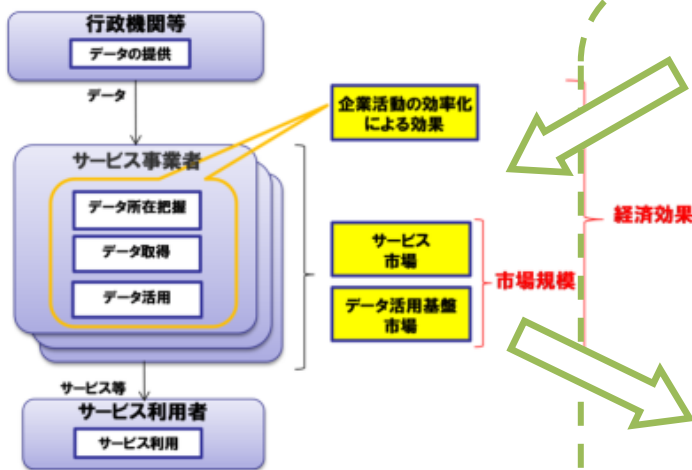 行政機関等
データの提供
データ
企業活動の効率化
による効果
サービス事業者
データ所在把握
データ取得
データ活用
サービス
市場
データ活用基盤
市場
市場規模
経済効果
サービス等
サービス利用者
サービス利用